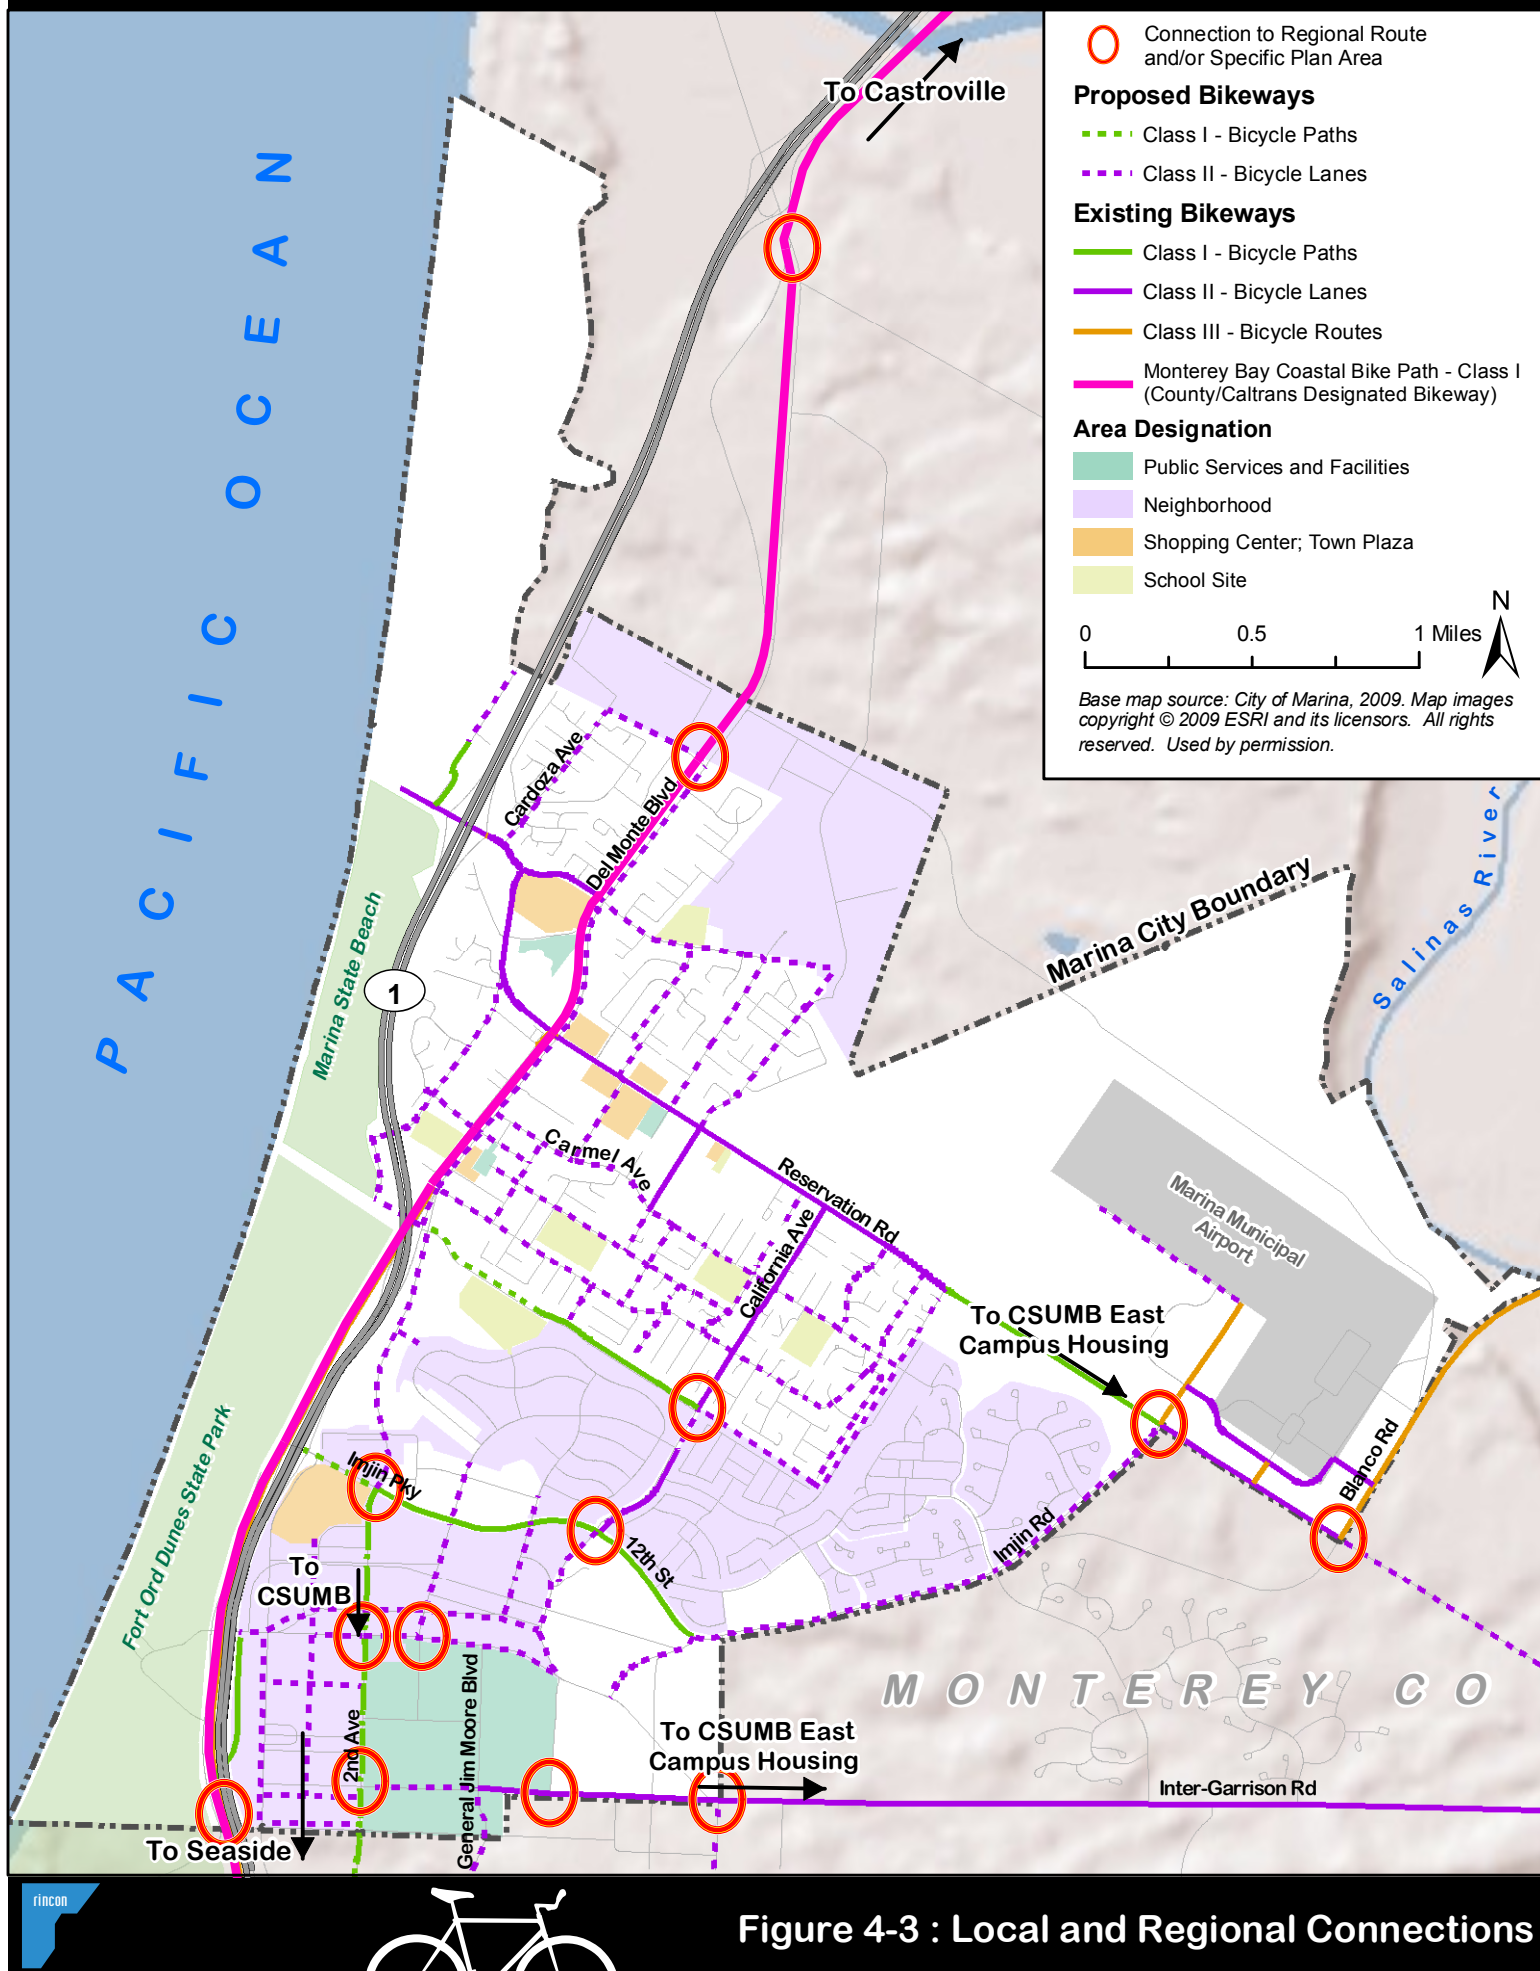 Connection to Regional Route
and/or Specific Plan Area
Proposed Bikeways
Class I - Bicycle Paths
Class II - Bicycle Lanes
Existing Bikeways
Class I - Bicycle Paths
Class II - Bicycle Lanes
Class III - Bicycle Routes
Monterey Bay Coastal Bike Path - Class I
(County/Caltrans Designated Bikeway)
Area Designation
Public Services and Facilities
Neighborhood
Shopping Center; Town Plaza
School Site
N
0 0.5 1 Miles
Base map source: City of Marina, 2009. Map images
copyright © 2009 ESRI and its licensors. All rights
reserved. Used by permission.
To Castroville
PACIFIC OCEAN
Cardoza Ave
Del Monte Blvd
Marina City Boundary
Salinas River
Marina State Beach
1
Carmel Ave
Reservation Rd
California Ave
Marina Municipal
Airport
To CSUMB East
Campus Housing
Blanco Rd
Fort Ord Dunes State Park
Imjin Pky
12th St
Imjin Rd
To
CSUMB
MONTEREY CO
2nd Ave
General Jim Moore Blvd
To CSUMB East
Campus Housing
Inter-Garrison Rd
To Seaside
rincon
Figure 4-3 : Local and Regional Connections